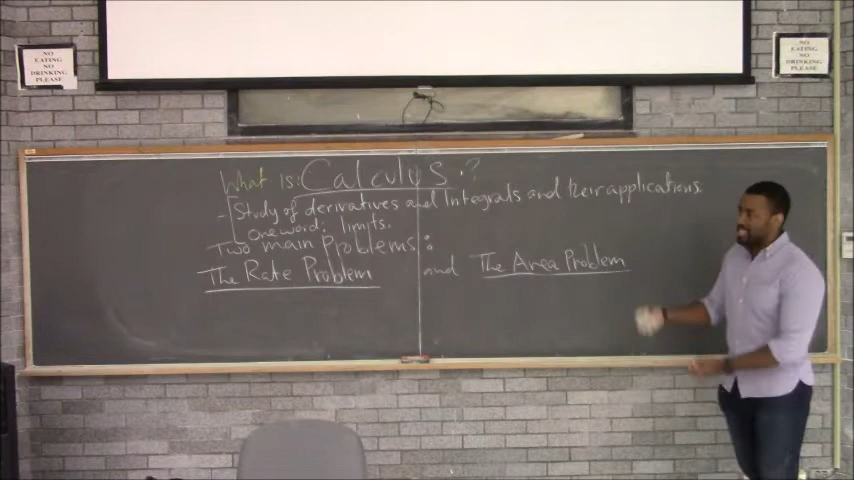 NO
EATING
NO
DRINKING
PLEASE
NO
EATING
NO
DRINKING
PLEASE
What is: Calculus.?
- Study of derivatives and Integrals and their applications.
One word: limits.
Two main Problems:
The Rate Problem and The Area Problem